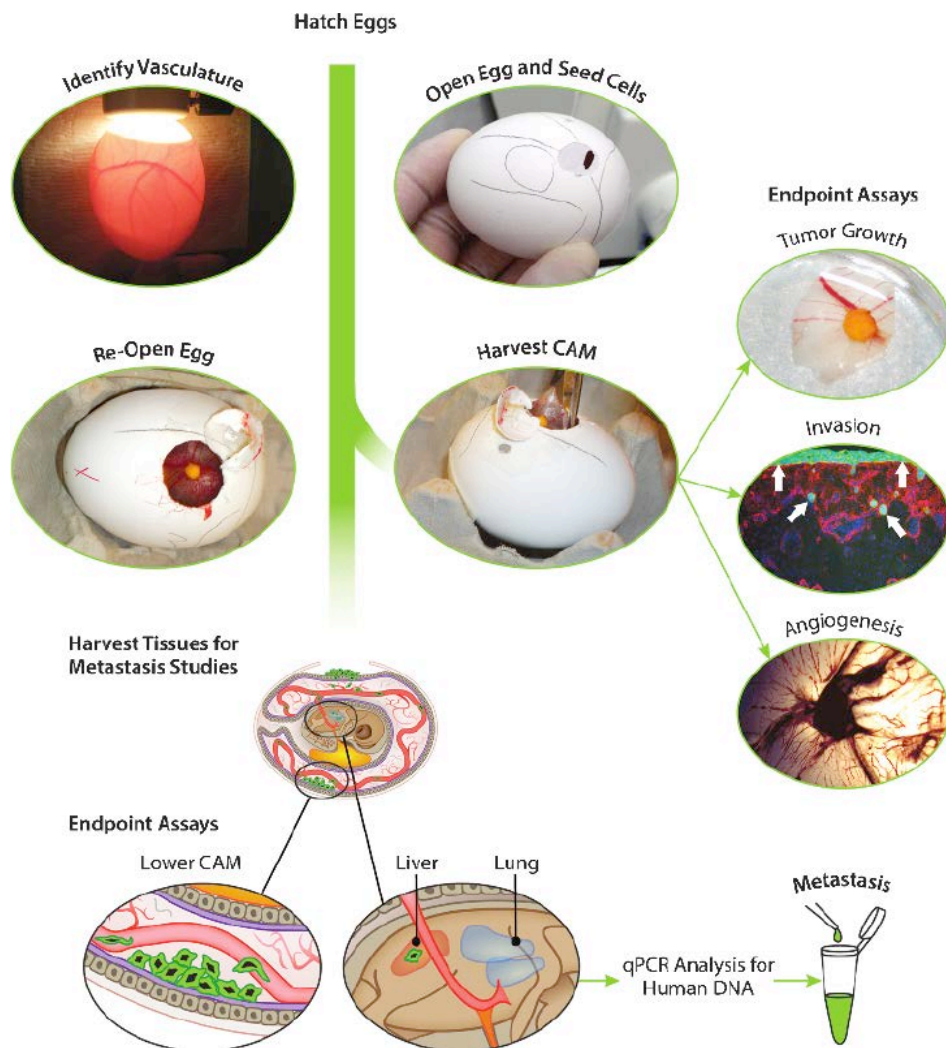 Hatch Eggs
Identify Vasculature
Open Egg and Seed Cells
Endpoint Assays
Tumor Growth
Re-Open Egg
Harvest CAM
Invasion
Angiogenesis
Harvest Tissues for
Metastasis Studies
Endpoint Assays
Lower CAM
Liver
Lung
Metastasis
qPCR Analysis for
Human DNA